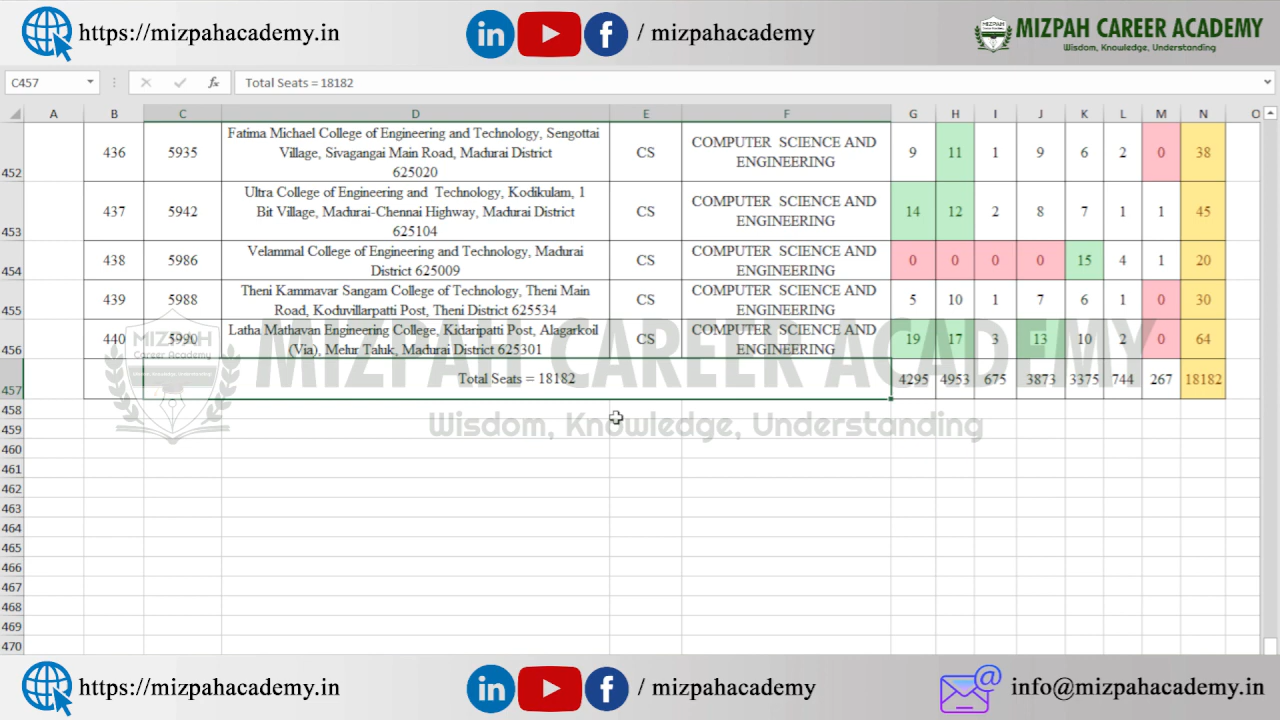 https://mizpahacademy.in
in f / mizpahacademy
MIZPAH CAREER ACADEMY
Wisdom, Knowledge, Understanding
C457 fx Total Seats = 18182
A B C D E F G H I J K L M N O
452 436 5935 Fatima Michael College of Engineering and Technology, Sengottai
Village, Sivagangai Main Road, Madurai District
625020 CS COMPUTER SCIENCE AND
ENGINEERING 9 11 1 9 6 2 0 38
453 437 5942 Ultra College of Engineering and Technology, Kodikulam, 1
Bit Village, Madurai-Chennai Highway, Madurai District
625104 CS COMPUTER SCIENCE AND
ENGINEERING 14 12 2 8 7 1 1 45
454 438 5986 Velammal College of Engineering and Technology, Madurai
District 625009 CS COMPUTER SCIENCE AND
ENGINEERING 0 0 0 0 15 4 1 20
455 439 5988 Theni Kammavar Sangam College of Technology, Theni Main
Road, Koduvillarpatti Post, Theni District 625534 CS COMPUTER SCIENCE AND
ENGINEERING 5 10 1 7 6 1 0 30
456 440 5990 Latha Mathavan Engineering College, Kidaripatti Post, Alagarkoil
(Via), Melur Taluk, Madurai District 625301 CS COMPUTER SCIENCE AND
ENGINEERING 19 17 3 13 10 2 0 64
457 Total Seats = 18182 4295 4953 675 3873 3375 744 267 18182
MIZPAH
Career Academy
MIZPAH CAREER ACADEMY
Wisdom, Knowledge, Understanding
458
459
460
461
462
463
464
465
466
467
468
469
470
https://mizpahacademy.in
in f / mizpahacademy
@ info@mizpahacademy.in